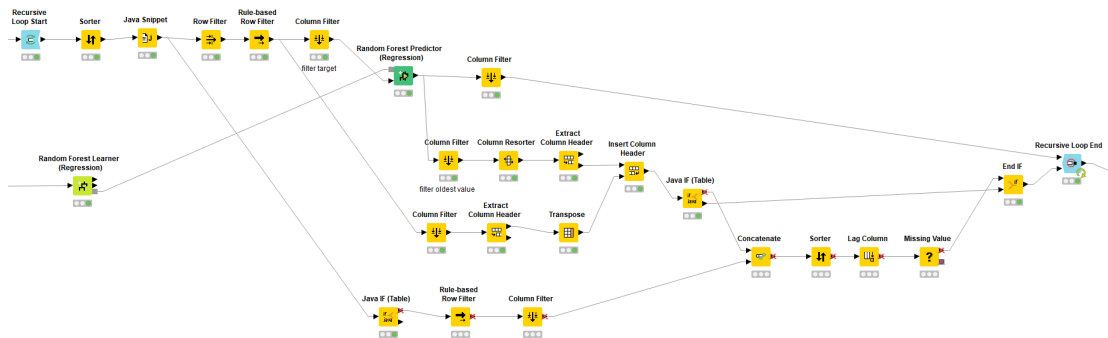 Recursive
Loop Start
Sorter
Java Snippet
Row Filter
Rule-based
Row Filter
Column Filter
filter target
Random Forest Predictor
(Regression)
Column Filter
Random Forest Learner
(Regression)
Column Filter
filter oldest value
Column Resorter
Extract
Column Header
Insert Column
Header
Java IF (Table)
End IF
Recursive Loop End
Column Filter
Extract
Column Header
Transpose
Concatenate
Sorter
Lag Column
Missing Value
Java IF (Table)
Rule-based
Row Filter
Column Filter